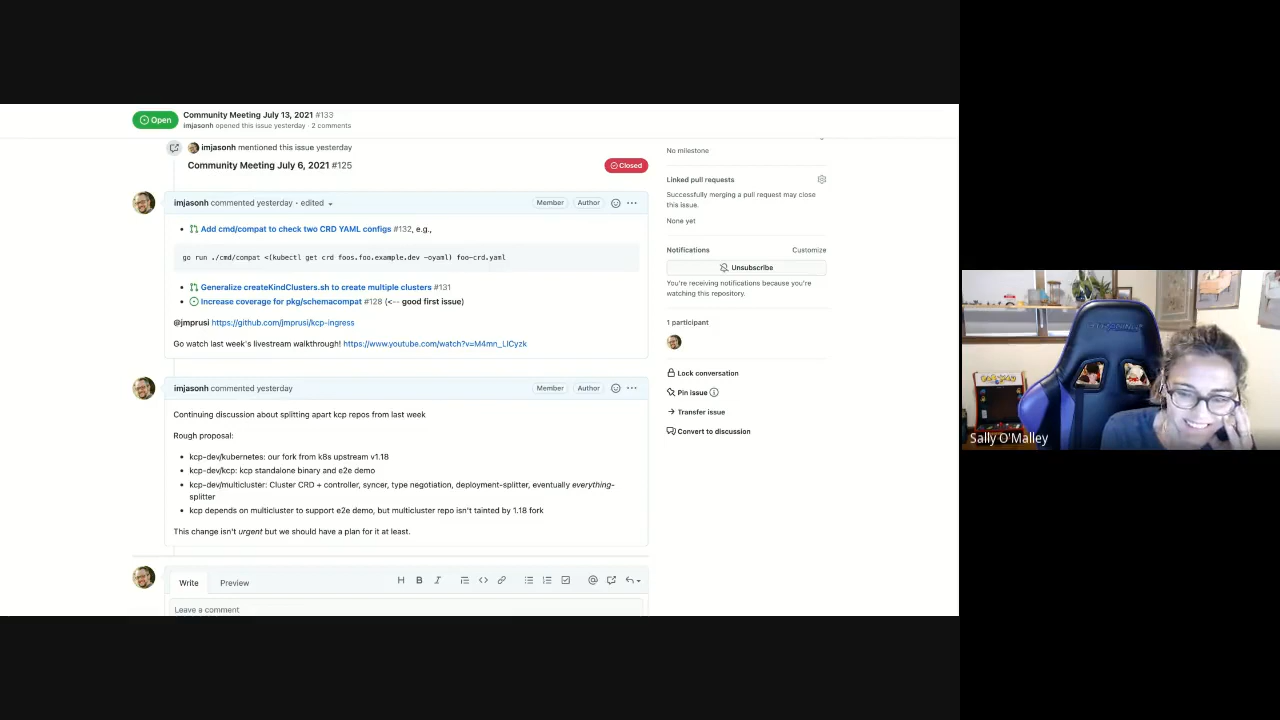 Open
Community Meeting July 13, 2021 #133
imjasonh opened this issue yesterday · 2 comments
imjasonh mentioned this issue yesterday
Community Meeting July 6, 2021 #125
Closed
imjasonh commented yesterday · edited
Member
Author
• Add cmd/compat to check two CRD YAML configs #132, e.g.,
go run ./cmd/compat <(kubectl get crd foos.foo.example.dev -oyaml) foo-crd.yaml
• Generalize createKindClusters.sh to create multiple clusters #131
• Increase coverage for pkg/schemacompat #128 (<-- good first issue)
@jmprusi https://github.com/jmprusi/kcp-ingress
Go watch last week's livestream walkthrough! https://www.youtube.com/watch?v=M4mn_LlCyzk
imjasonh commented yesterday
Member
Author
Continuing discussion about splitting apart kcp repos from last week
Rough proposal:
• kcp-dev/kubernetes: our fork from k8s upstream v1.18
• kcp-dev/kcp: kcp standalone binary and e2e demo
• kcp-dev/multicluster: Cluster CRD + controller, syncer, type negotiation, deployment-splitter, eventually everything-
splitter
• kcp depends on multicluster to support e2e demo, but multicluster repo isn't tainted by 1.18 fork
This change isn't urgent but we should have a plan for it at least.
Write
Preview
Leave a comment
No milestone
Linked pull requests
Successfully merging a pull request may close
this issue.
None yet
Notifications
Customize
Unsubscribe
You're receiving notifications because you're
watching this repository.
1 participant
Lock conversation
Pin issue
Transfer issue
Convert to discussion
Sally O'Malley